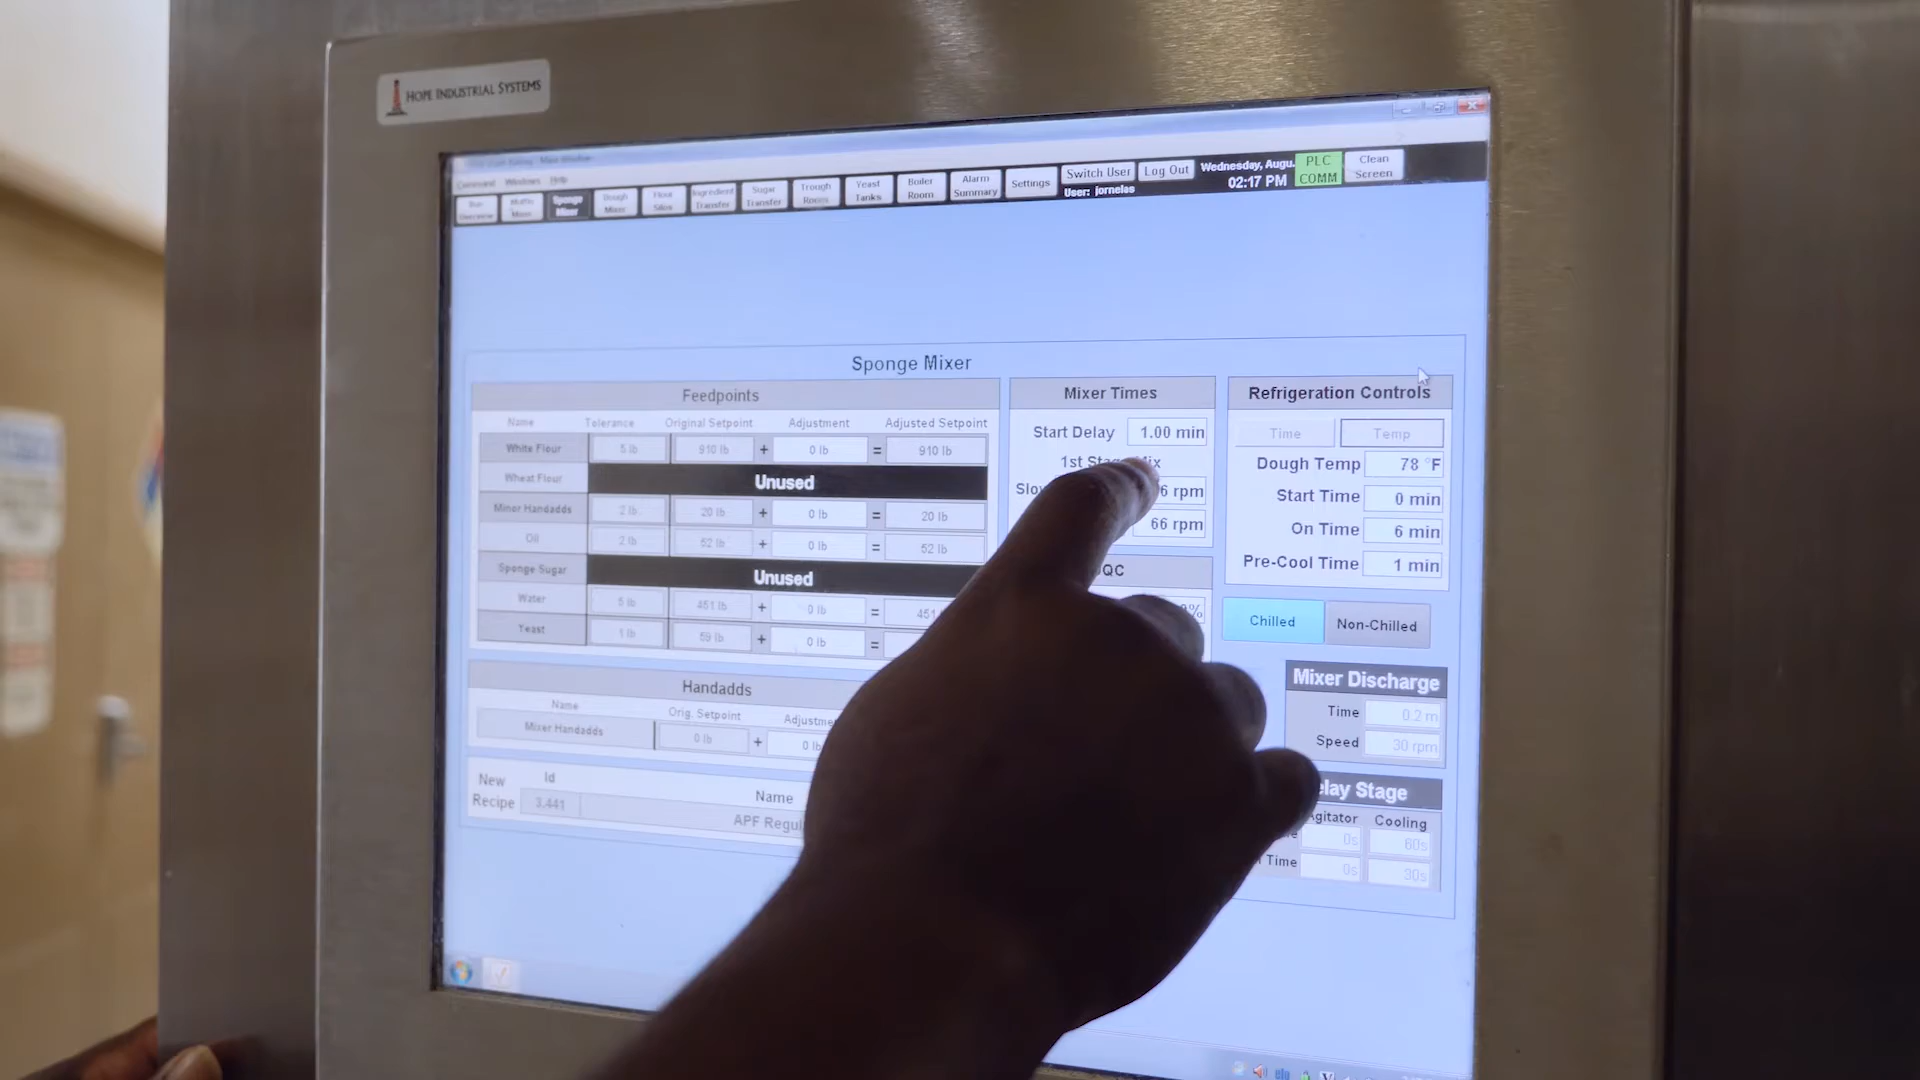 HOPE INDUSTRIAL SYSTEMS
Command Windows Help
Sponge Mixer
Dough Mixer
Flour Silos
Ingredient Transfer
Sugar Transfer
Trough Room
Yeast Tanks
Boiler Room
Alarm Summary
Settings
Switch User
Log Out
User: jornelas
Wednesday, Augu
02:17 PM
PLC COMM
Clean Screen
Sponge Mixer
Feedpoints
Name Tolerance Original Setpoint Adjustment Adjusted Setpoint
White Flour 5 lb 910 lb + 0 lb = 910 lb
Wheat Flour Unused
Minor Handadds 2 lb 20 lb + 0 lb = 20 lb
Oil 2 lb 52 lb + 0 lb = 52 lb
Sponge Sugar Unused
Water 5 lb 451 lb + 0 lb = 451
Yeast 1 lb 59 lb + 0 lb =
Handadds
Name Orig. Setpoint Adjustme
Mixer Handadds 0 lb + 0 lb
New Recipe
Id
3,441
Name
APF Regul
Mixer Times
Start Delay 1.00 min
1st Stage Mix
Slo 6 rpm
66 rpm
QC
%
Refrigeration Controls
Time Temp
Dough Temp 78 °F
Start Time 0 min
On Time 6 min
Pre-Cool Time 1 min
Chilled Non-Chilled
Mixer Discharge
Time 0.2 m
Speed 30 rpm
elay Stage
Agitator Cooling
0s 60s
Time 0s 30s